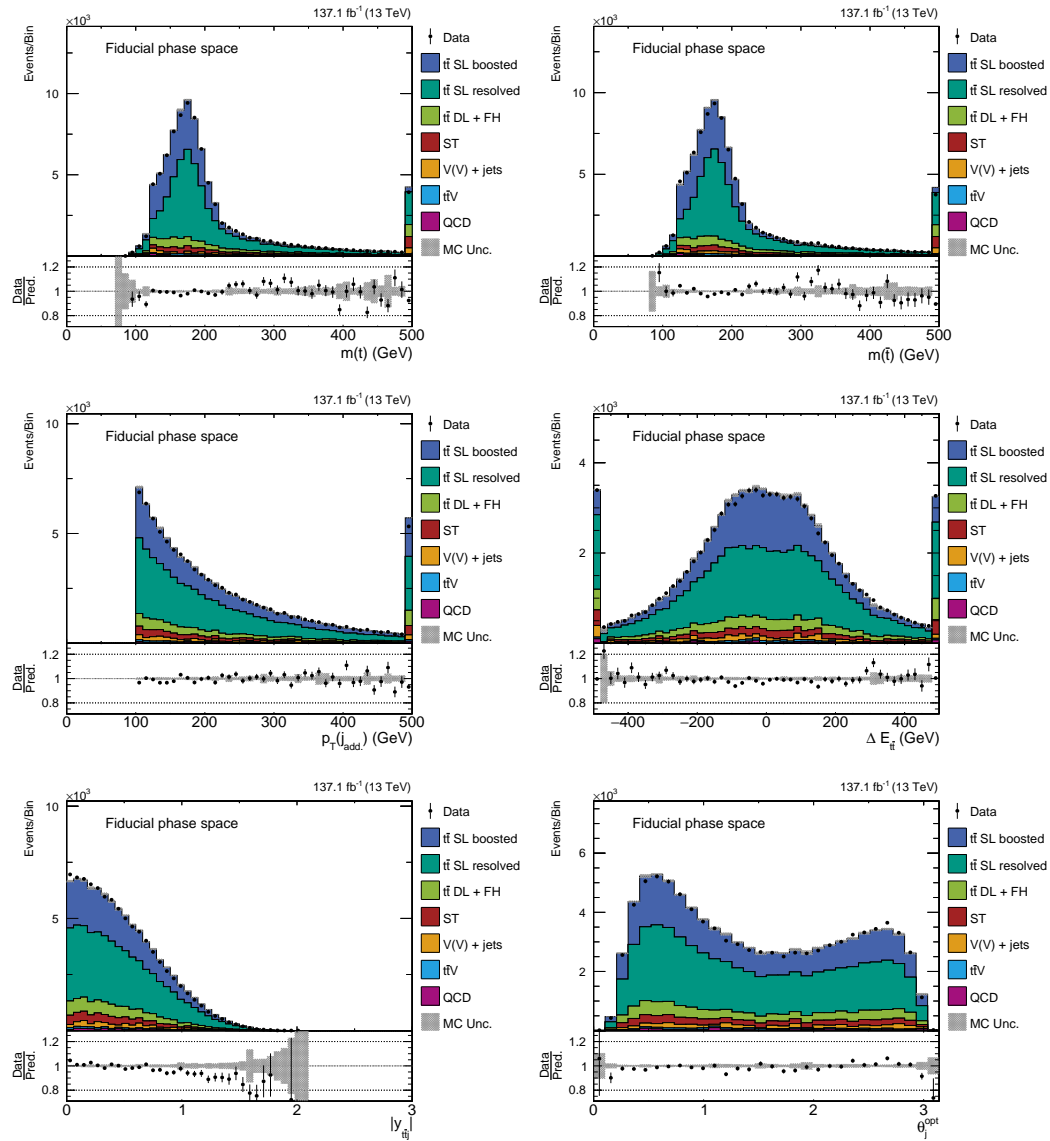 137.1 fb⁻¹ (13 TeV)
×10³
Events/Bin
Fiducial phase space
10
5
Data
tt̄ SL boosted
tt̄ SL resolved
tt̄ DL + FH
ST
V(V) + jets
tt̄V
QCD
MC Unc.
Data
Pred.
1.2
1
0.8
0 100 200 300 400 500
m(t) (GeV)
137.1 fb⁻¹ (13 TeV)
×10³
Events/Bin
Fiducial phase space
10
5
Data
tt̄ SL boosted
tt̄ SL resolved
tt̄ DL + FH
ST
V(V) + jets
tt̄V
QCD
MC Unc.
Data
Pred.
1.2
1
0.8
0 100 200 300 400 500
m(t̄) (GeV)
137.1 fb⁻¹ (13 TeV)
×10³
Events/Bin
Fiducial phase space
10
5
Data
tt̄ SL boosted
tt̄ SL resolved
tt̄ DL + FH
ST
V(V) + jets
tt̄V
QCD
MC Unc.
Data
Pred.
1.2
1
0.8
0 100 200 300 400 500
p_T(j_add.) (GeV)
137.1 fb⁻¹ (13 TeV)
×10³
Events/Bin
Fiducial phase space
4
2
Data
tt̄ SL boosted
tt̄ SL resolved
tt̄ DL + FH
ST
V(V) + jets
tt̄V
QCD
MC Unc.
Data
Pred.
1.2
1
0.8
−400 −200 0 200 400
Δ E_tt̄ (GeV)
137.1 fb⁻¹ (13 TeV)
×10³
Events/Bin
Fiducial phase space
10
5
Data
tt̄ SL boosted
tt̄ SL resolved
tt̄ DL + FH
ST
V(V) + jets
tt̄V
QCD
MC Unc.
Data
Pred.
1.2
1
0.8
0 1 2 3
|y_tt̄j|
137.1 fb⁻¹ (13 TeV)
×10³
Events/Bin
Fiducial phase space
6
4
2
Data
tt̄ SL boosted
tt̄ SL resolved
tt̄ DL + FH
ST
V(V) + jets
tt̄V
QCD
MC Unc.
Data
Pred.
1.2
1
0.8
0 1 2 3
θ_j^opt